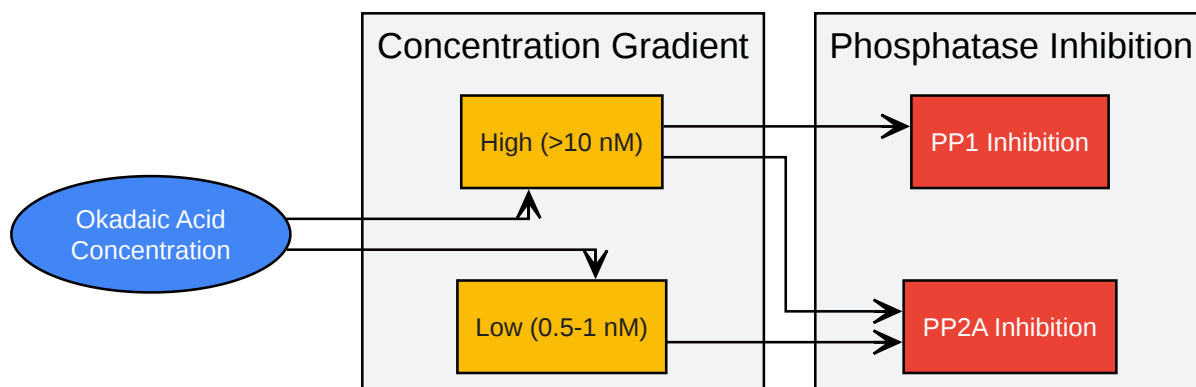 Concentration Gradient
Phosphatase Inhibition
High (>10 nM)
PP1 Inhibition
Okadaic Acid
Concentration
Low (0.5-1 nM)
PP2A Inhibition